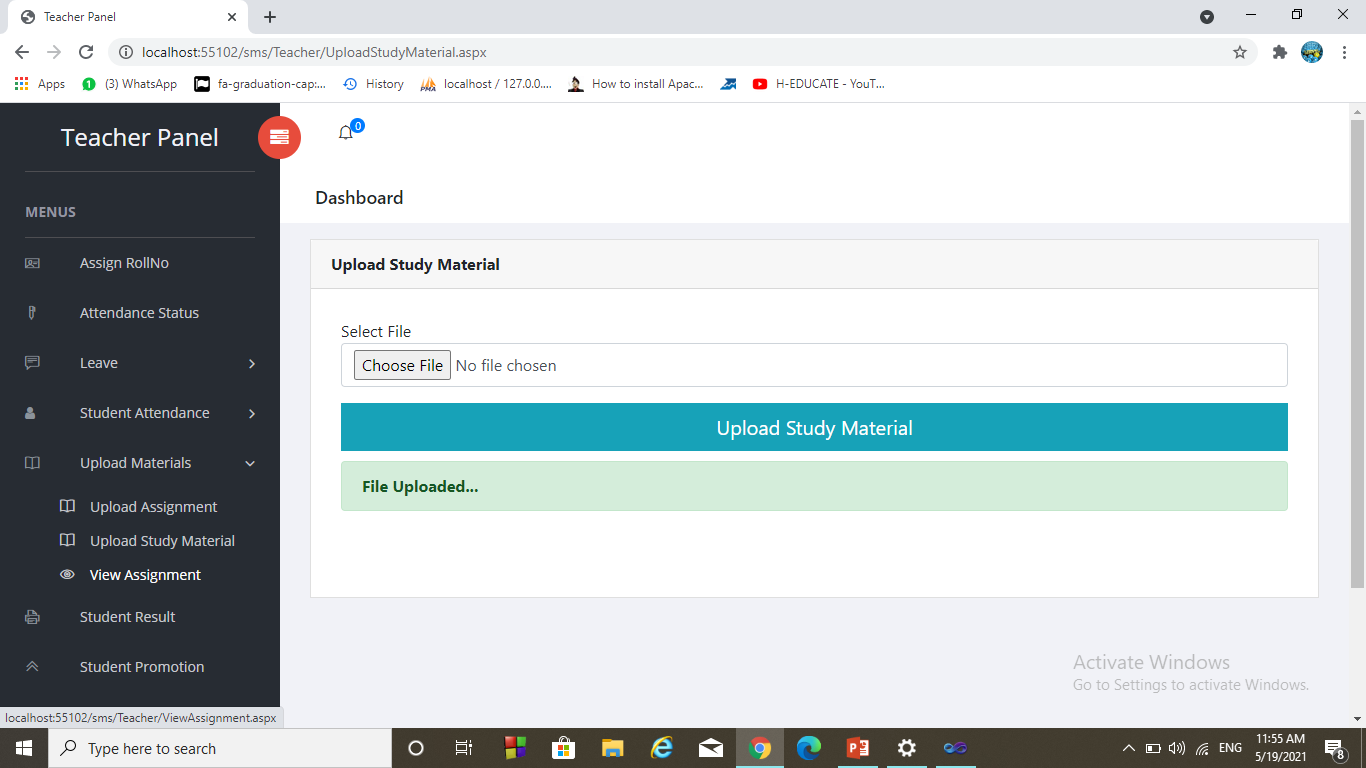 Teacher Panel
localhost:55102/sms/Teacher/UploadStudyMaterial.aspx
Apps
1
(3) WhatsApp
fa-graduation-cap:...
History
PMA
localhost / 127.0.0....
How to install Apac...
H-EDUCATE - YouT...
Teacher Panel
0
Dashboard
MENUS
Assign RollNo
Attendance Status
Leave
Student Attendance
Upload Materials
Upload Assignment
Upload Study Material
View Assignment
Student Result
Student Promotion
Upload Study Material
Select File
Choose File No file chosen
Upload Study Material
File Uploaded...
Activate Windows
Go to Settings to activate Windows.
localhost:55102/sms/Teacher/ViewAssignment.aspx
Type here to search
ENG
11:55 AM
5/19/2021
8